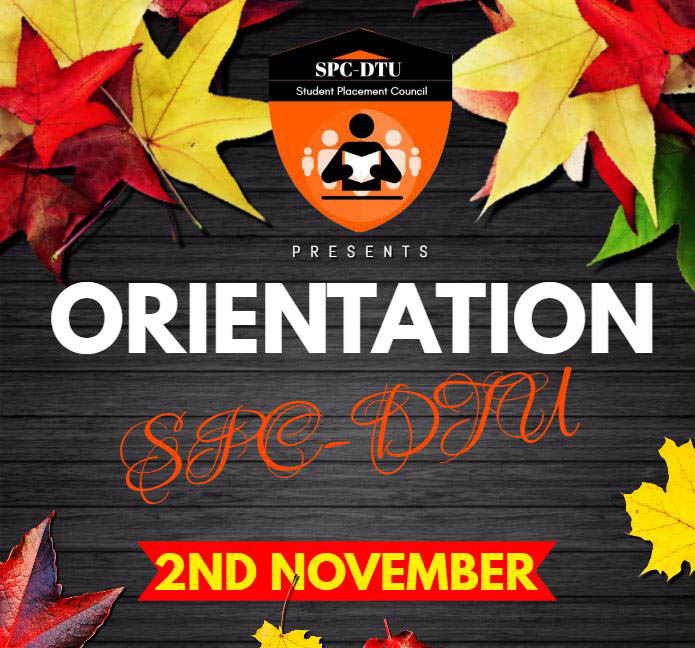 SPC-DTU
Student Placement Council
PRESENTS
ORIENTATION
SPC-DTU
2ND NOVEMBER